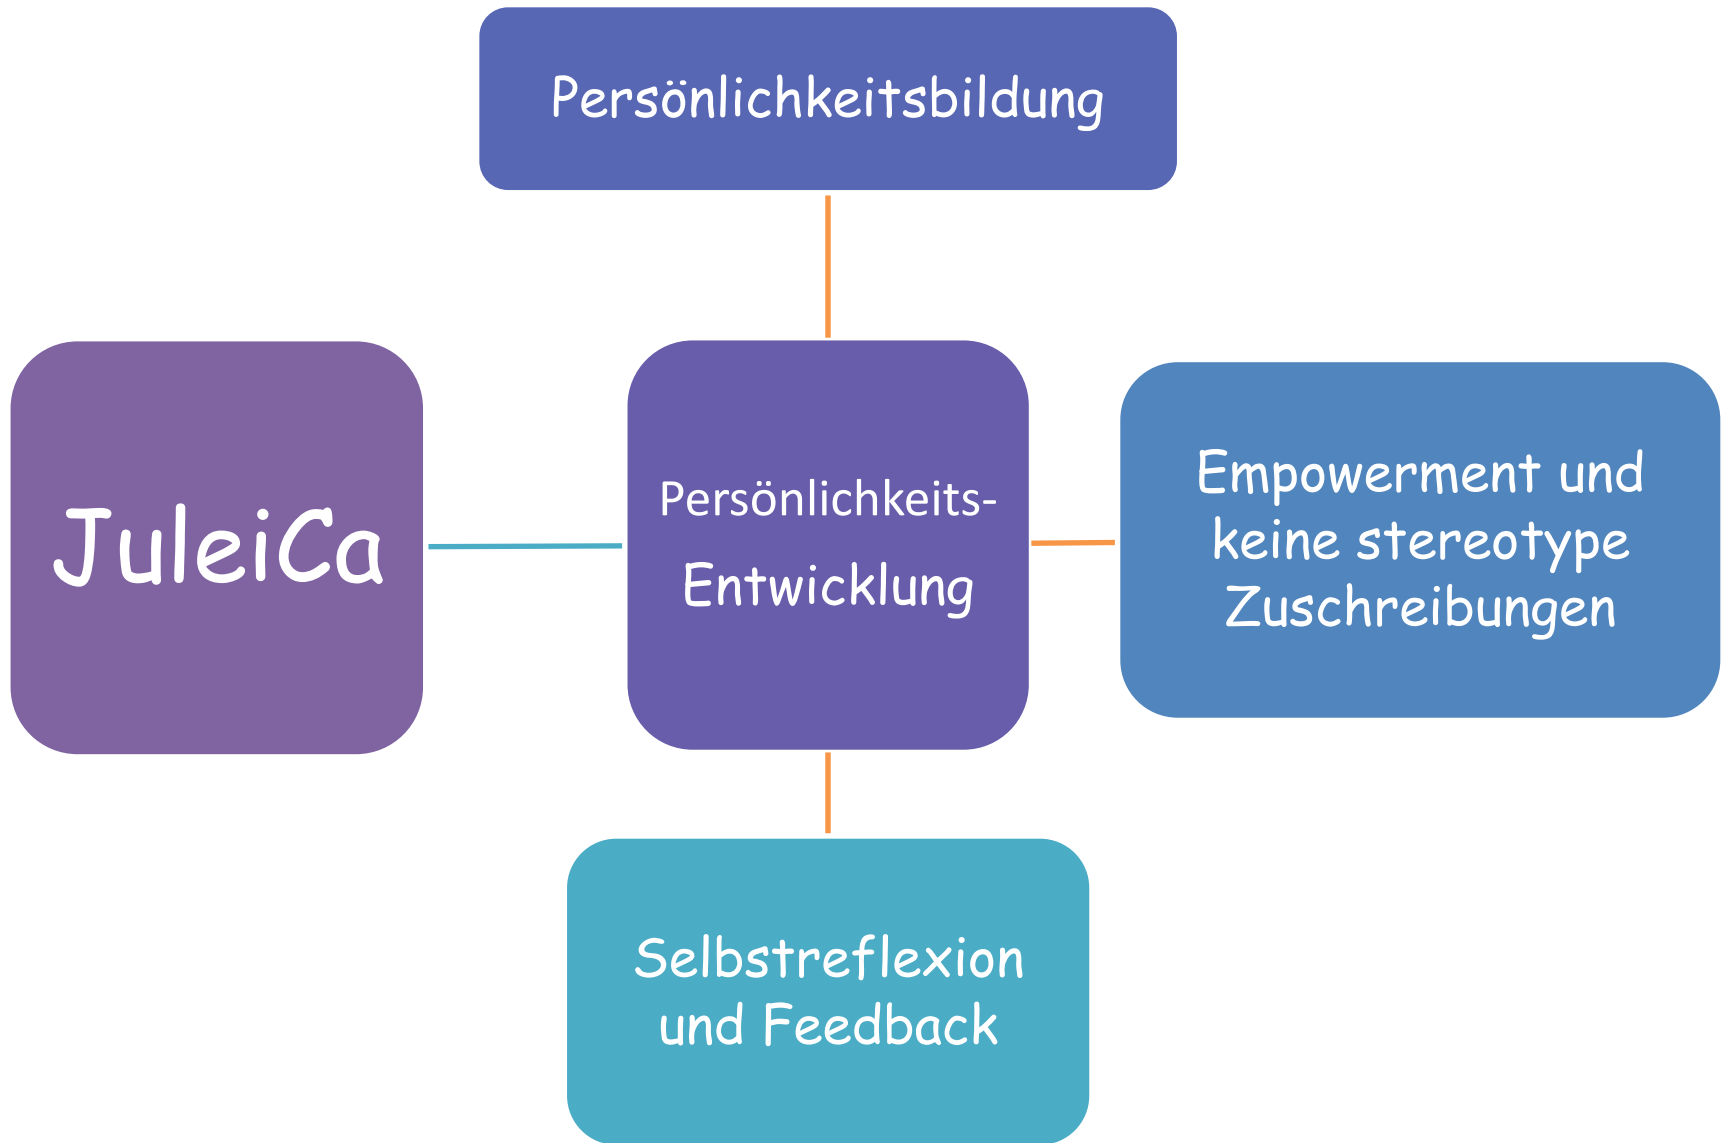 Persönlichkeitsbildung
JuleiCa
Persönlichkeits-
Entwicklung
Empowerment und
keine stereotype
Zuschreibungen
Selbstreflexion
und Feedback